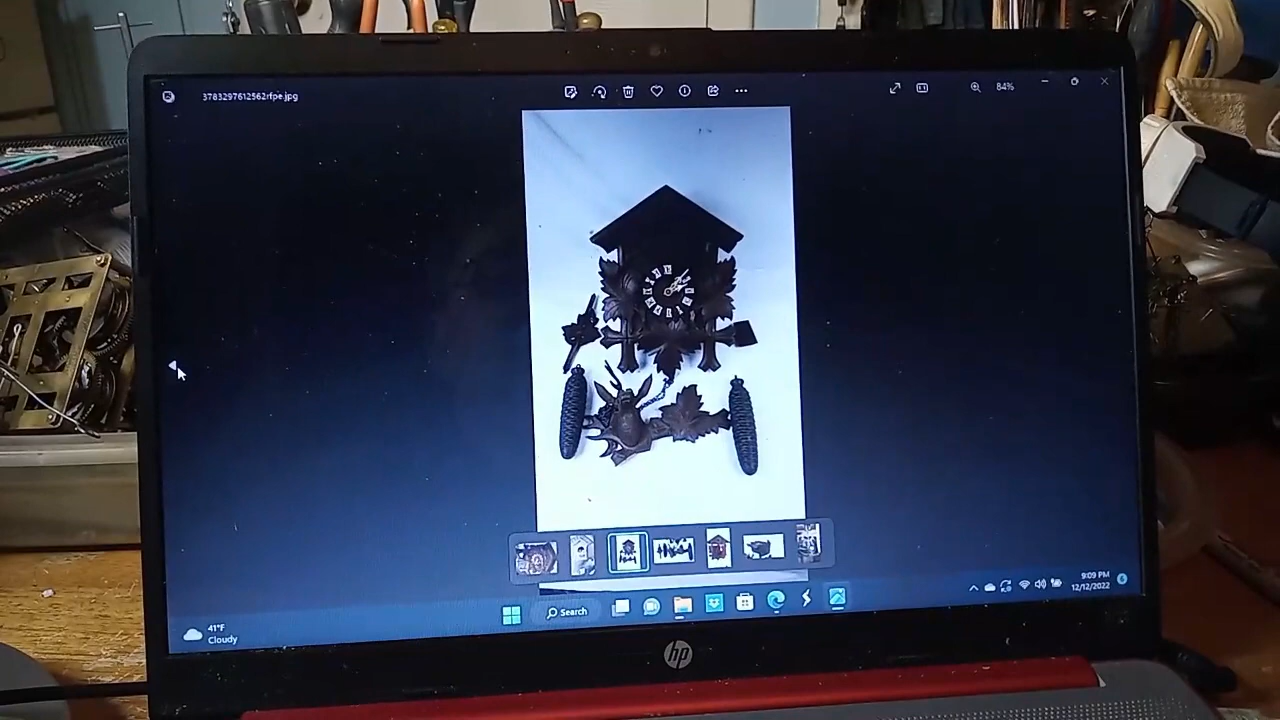 3783297612562rfpe.jpg
84%
41°F
Cloudy
Search
9:09 PM
12/12/2022
hp